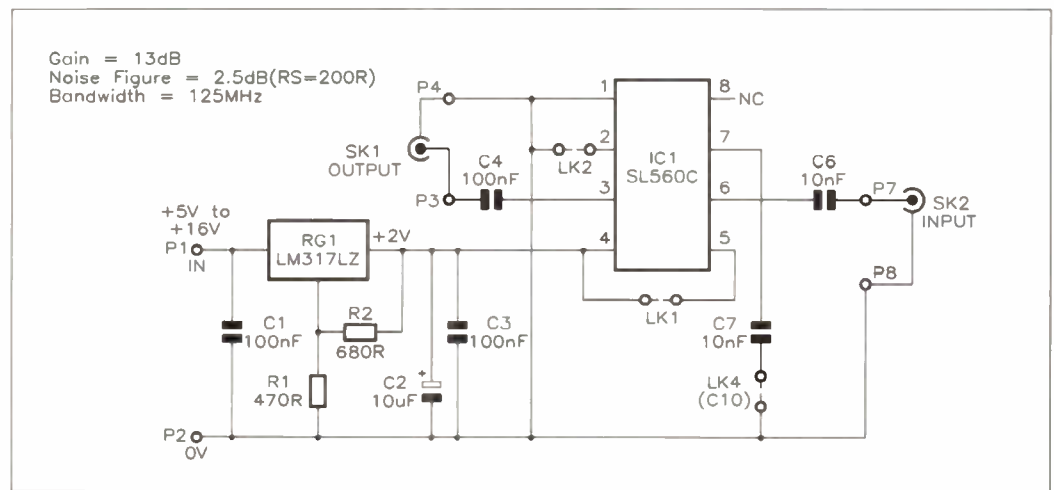 Gain = 13dB
Noise Figure = 2.5dB(RS=200R)
Bandwidth = 125MHz
P4
SK1
OUTPUT
P3
C4
100nF
LK2
1
2
3
4
8
NC
7
6
5
IC1
SL560C
C6
10nF
P7
SK2
INPUT
P8
+5V to
+16V
P1
IN
RG1
LM317LZ
+2V
LK1
C1
100nF
R2
680R
C3
100nF
C7
10nF
R1
470R
C2
+
10uF
LK4
(C10)
P2
0V